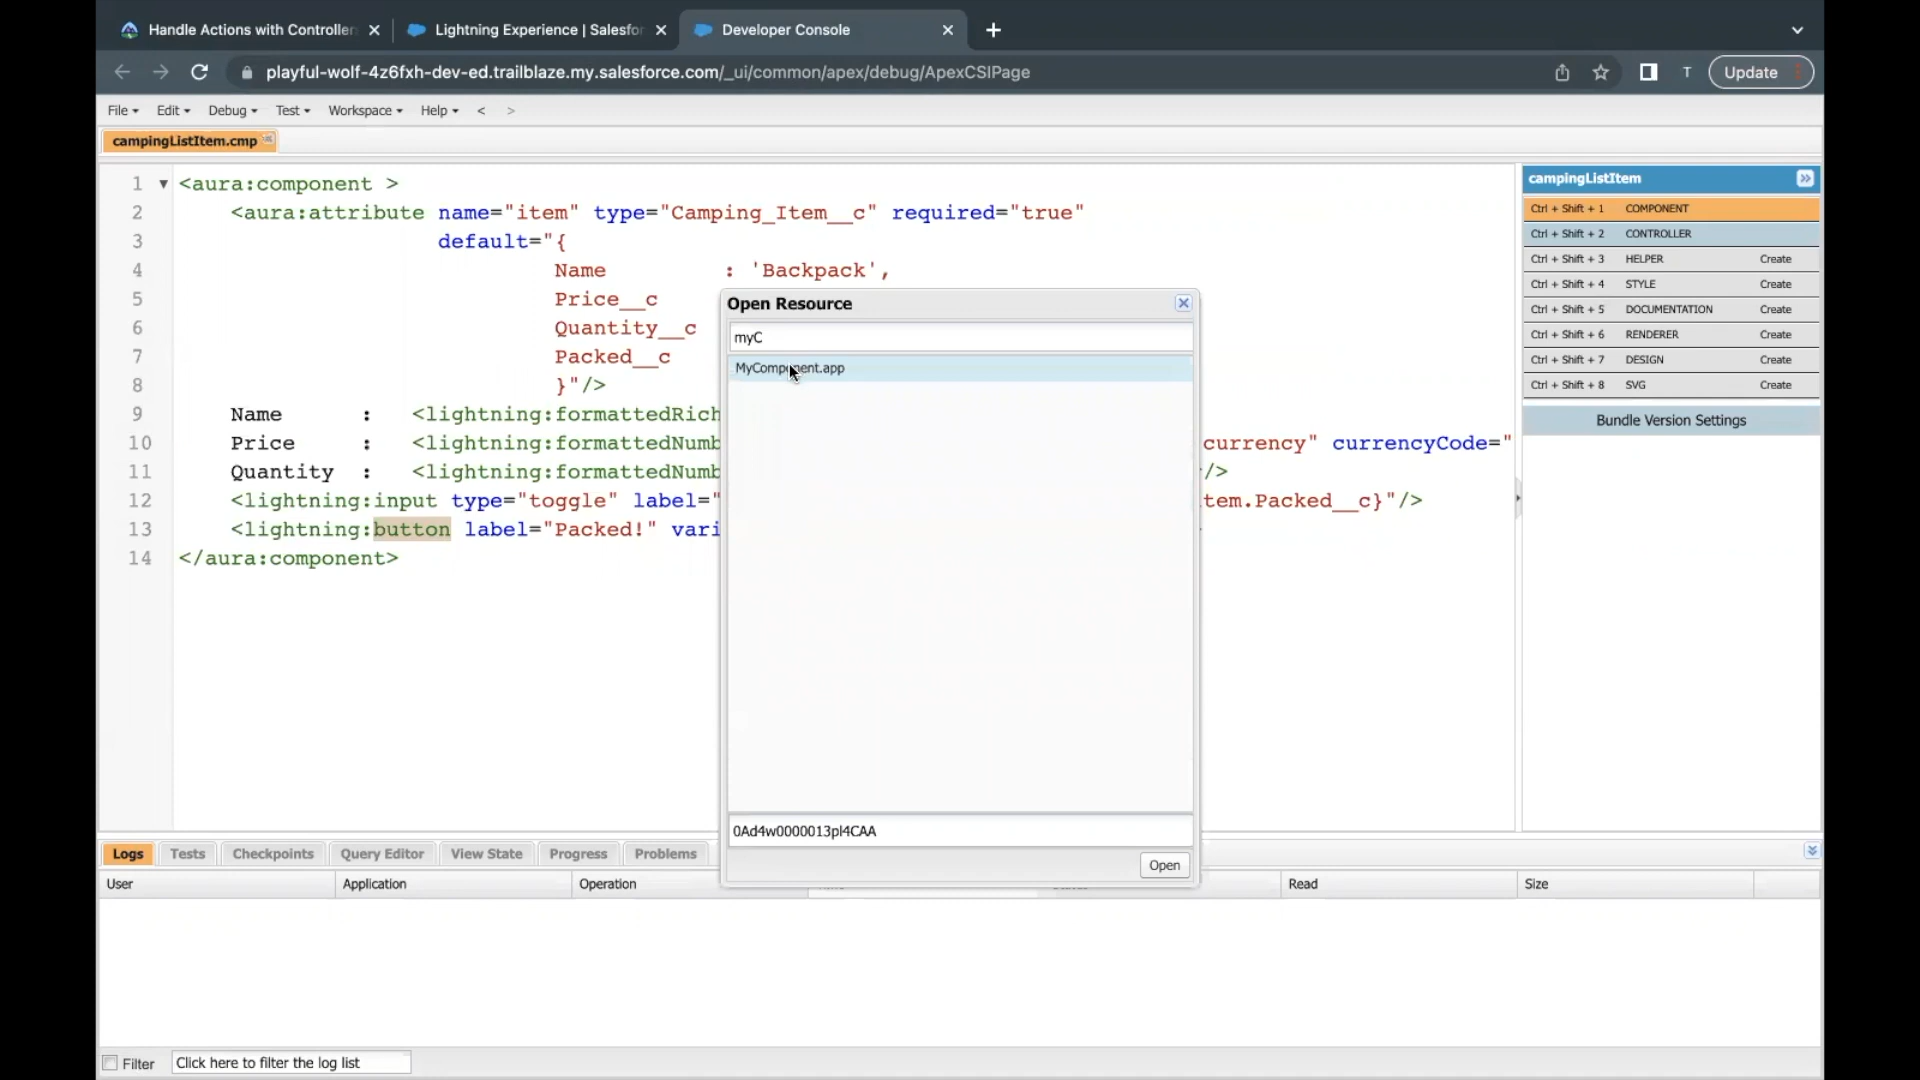 Handle Actions with Controller
Lightning Experience | Salesfor
Developer Console
playful-wolf-4z6fxh-dev-ed.trailblaze.my.salesforce.com/_ui/common/apex/debug/ApexCSIPage
T
Update
File Edit Debug Test Workspace Help < >
campingListItem.cmp
1 <aura:component >
2 <aura:attribute name="item" type="Camping_Item__c" required="true"
3 default="{
4 Name : 'Backpack',
5 Price__c
6 Quantity__c
7 Packed__c
8 }"/>
9 Name : <lightning:formattedRich
10 Price : <lightning:formattedNumb currency" currencyCode="
11 Quantity : <lightning:formattedNumb />
12 <lightning:input type="toggle" label=" tem.Packed__c}"/>
13 <lightning:button label="Packed!" vari
14 </aura:component>
Open Resource
myC
MyComponent.app
0Ad4w0000013pl4CAA
Open
campingListItem
Ctrl + Shift + 1 COMPONENT
Ctrl + Shift + 2 CONTROLLER
Ctrl + Shift + 3 HELPER Create
Ctrl + Shift + 4 STYLE Create
Ctrl + Shift + 5 DOCUMENTATION Create
Ctrl + Shift + 6 RENDERER Create
Ctrl + Shift + 7 DESIGN Create
Ctrl + Shift + 8 SVG Create
Bundle Version Settings
Logs Tests Checkpoints Query Editor View State Progress Problems
User Application Operation Read Size
Filter Click here to filter the log list